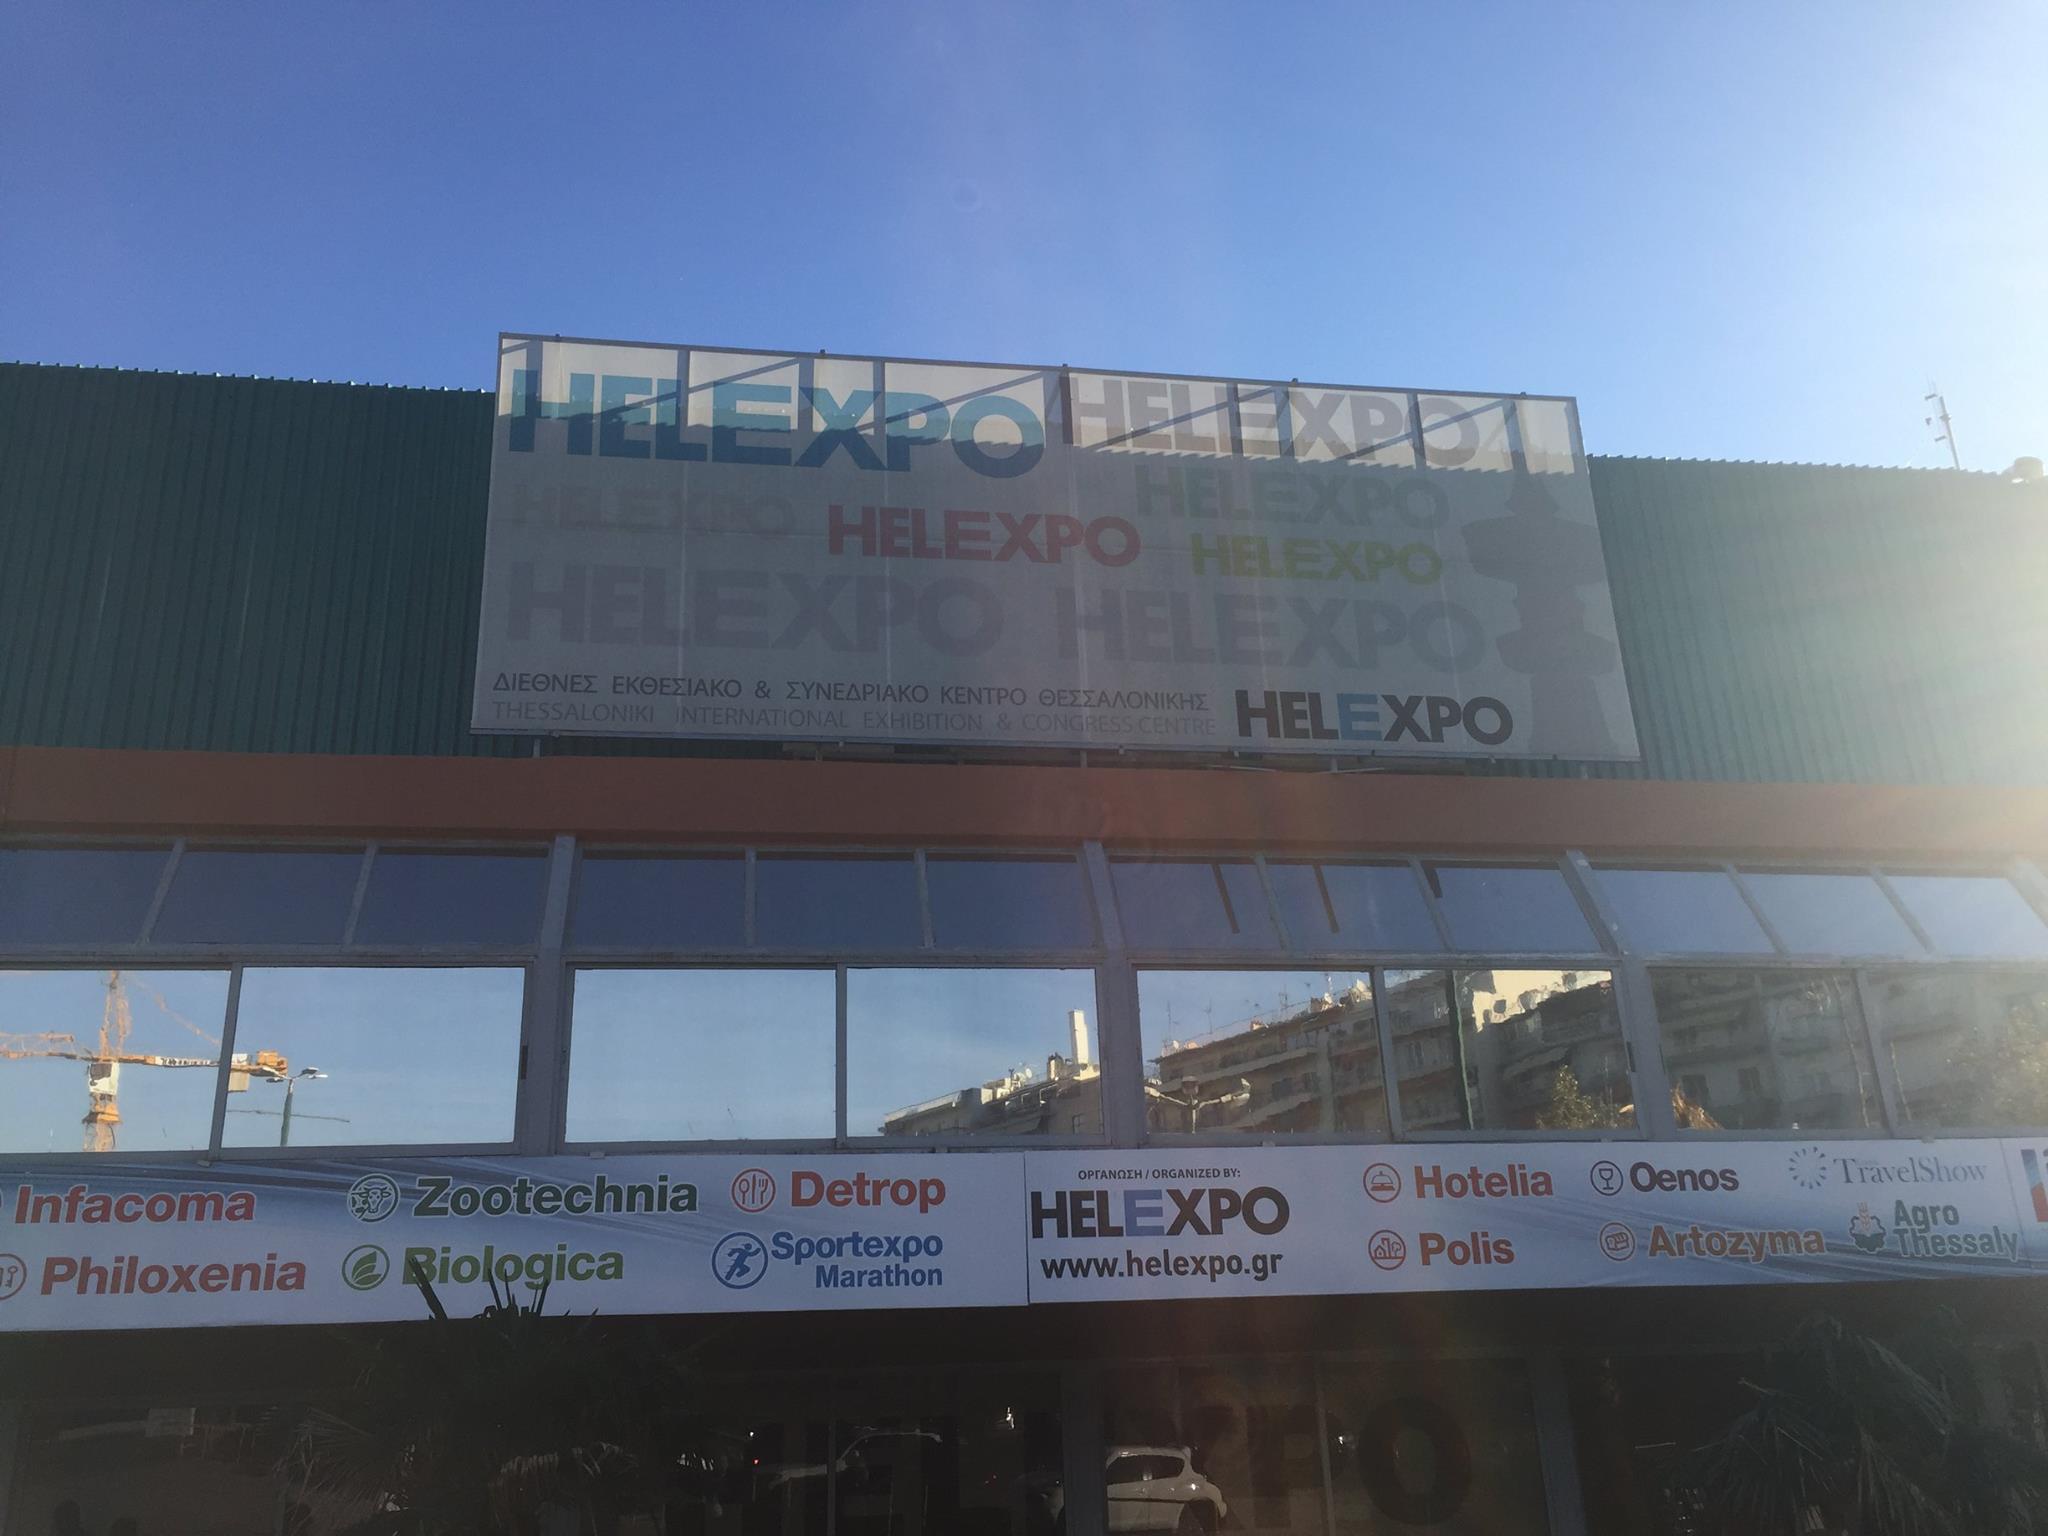 HELEXPO HELEXPO
HELEXPO
HELEXPO HELEXPO HELEXPO
HELEXPO HELEXPO
ΔΙΕΘΝΕΣ ΕΚΘΕΣΙΑΚΟ & ΣΥΝΕΔΡΙΑΚΟ ΚΕΝΤΡΟ ΘΕΣΣΑΛΟΝΙΚΗΣ
THESSALONIKI INTERNATIONAL EXHIBITION & CONGRESS CENTRE
HELEXPO
Infacoma
Philoxenia
Zootechnia
Biologica
Detrop
Sportexpo
Marathon
ΟΡΓΑΝΩΣΗ / ORGANIZED BY:
HELEXPO
www.helexpo.gr
Hotelia
Polis
Oenos
Artozyma
TravelShow
Agro
Thessaly
HELEXPO